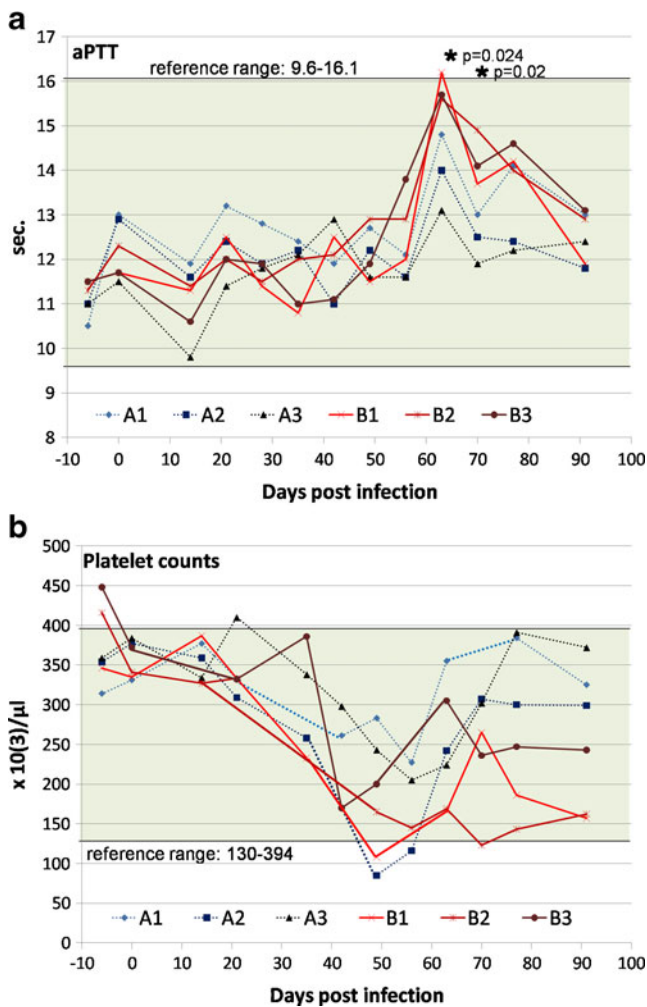 a
aPTT
17
16
15
14
13
12
11
10
9
8
sec.
reference range: 9.6-16.1
* p=0.024
* p=0.02
A1 A2 A3 B1 B2 B3
-10 0 10 20 30 40 50 60 70 80 90 100
Days post infection
b
Platelet counts
500
450
400
350
300
250
200
150
100
50
0
x 10(3)/µl
reference range: 130-394
A1 A2 A3 B1 B2 B3
-10 0 10 20 30 40 50 60 70 80 90 100
Days post infection